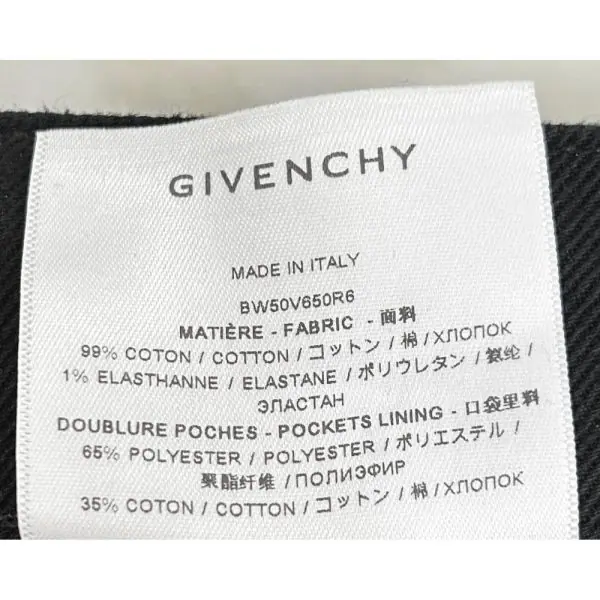 GIVENCHY
MADE IN ITALY
BW50V650R6
MATIÈRE - FABRIC - 面料
99% COTON / COTTON / コットン / 棉 / ХЛОПОК
1% ELASTHANNE / ELASTANE / ポリウレタン / 氨纶 /
ЭЛАСТАН
DOUBLURE POCHES - POCKETS LINING - 口袋里料
65% POLYESTER / POLYESTER / ポリエステル /
聚酯纤维 / ПОЛИЭФИР
35% COTON / COTTON / コットン / 棉 / ХЛОПОК